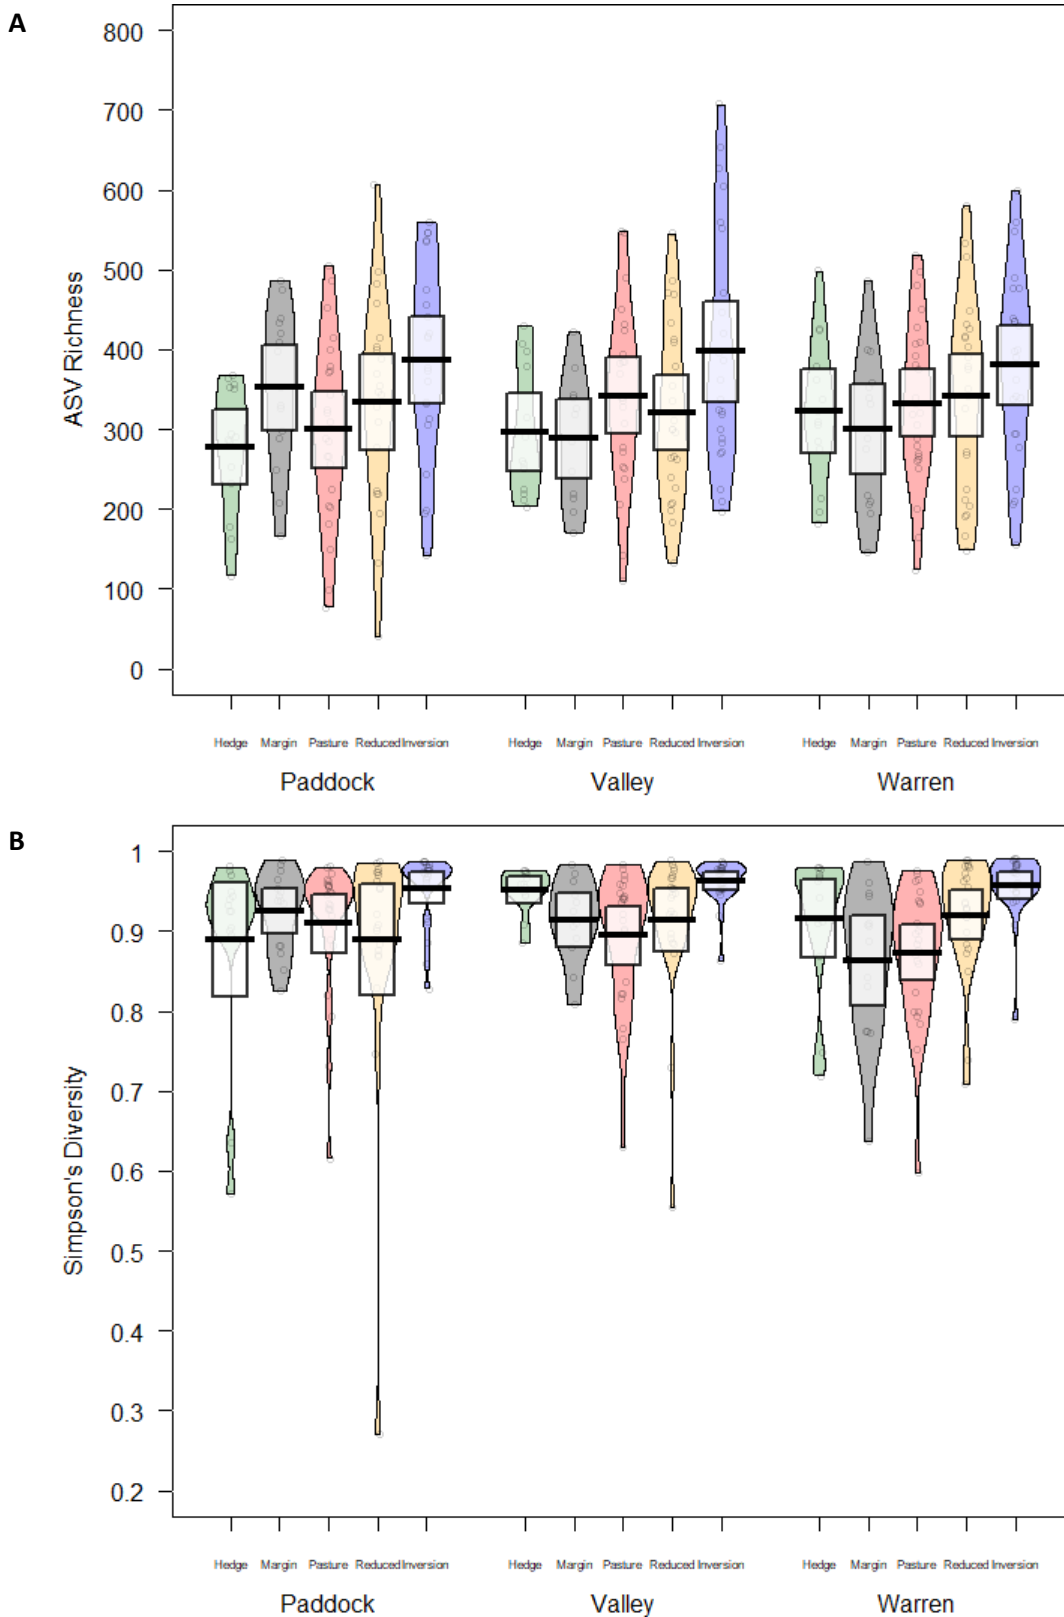 A
800
700
600
500
400
300
200
100
0
ASV Richness
Hedge Margin Pasture Reduced Inversion Hedge Margin Pasture Reduced Inversion Hedge Margin Pasture Reduced Inversion
Paddock Valley Warren
B
1
0.9
0.8
0.7
0.6
0.5
0.4
0.3
0.2
Simpson's Diversity
Hedge Margin Pasture Reduced Inversion Hedge Margin Pasture Reduced Inversion Hedge Margin Pasture Reduced Inversion
Paddock Valley Warren